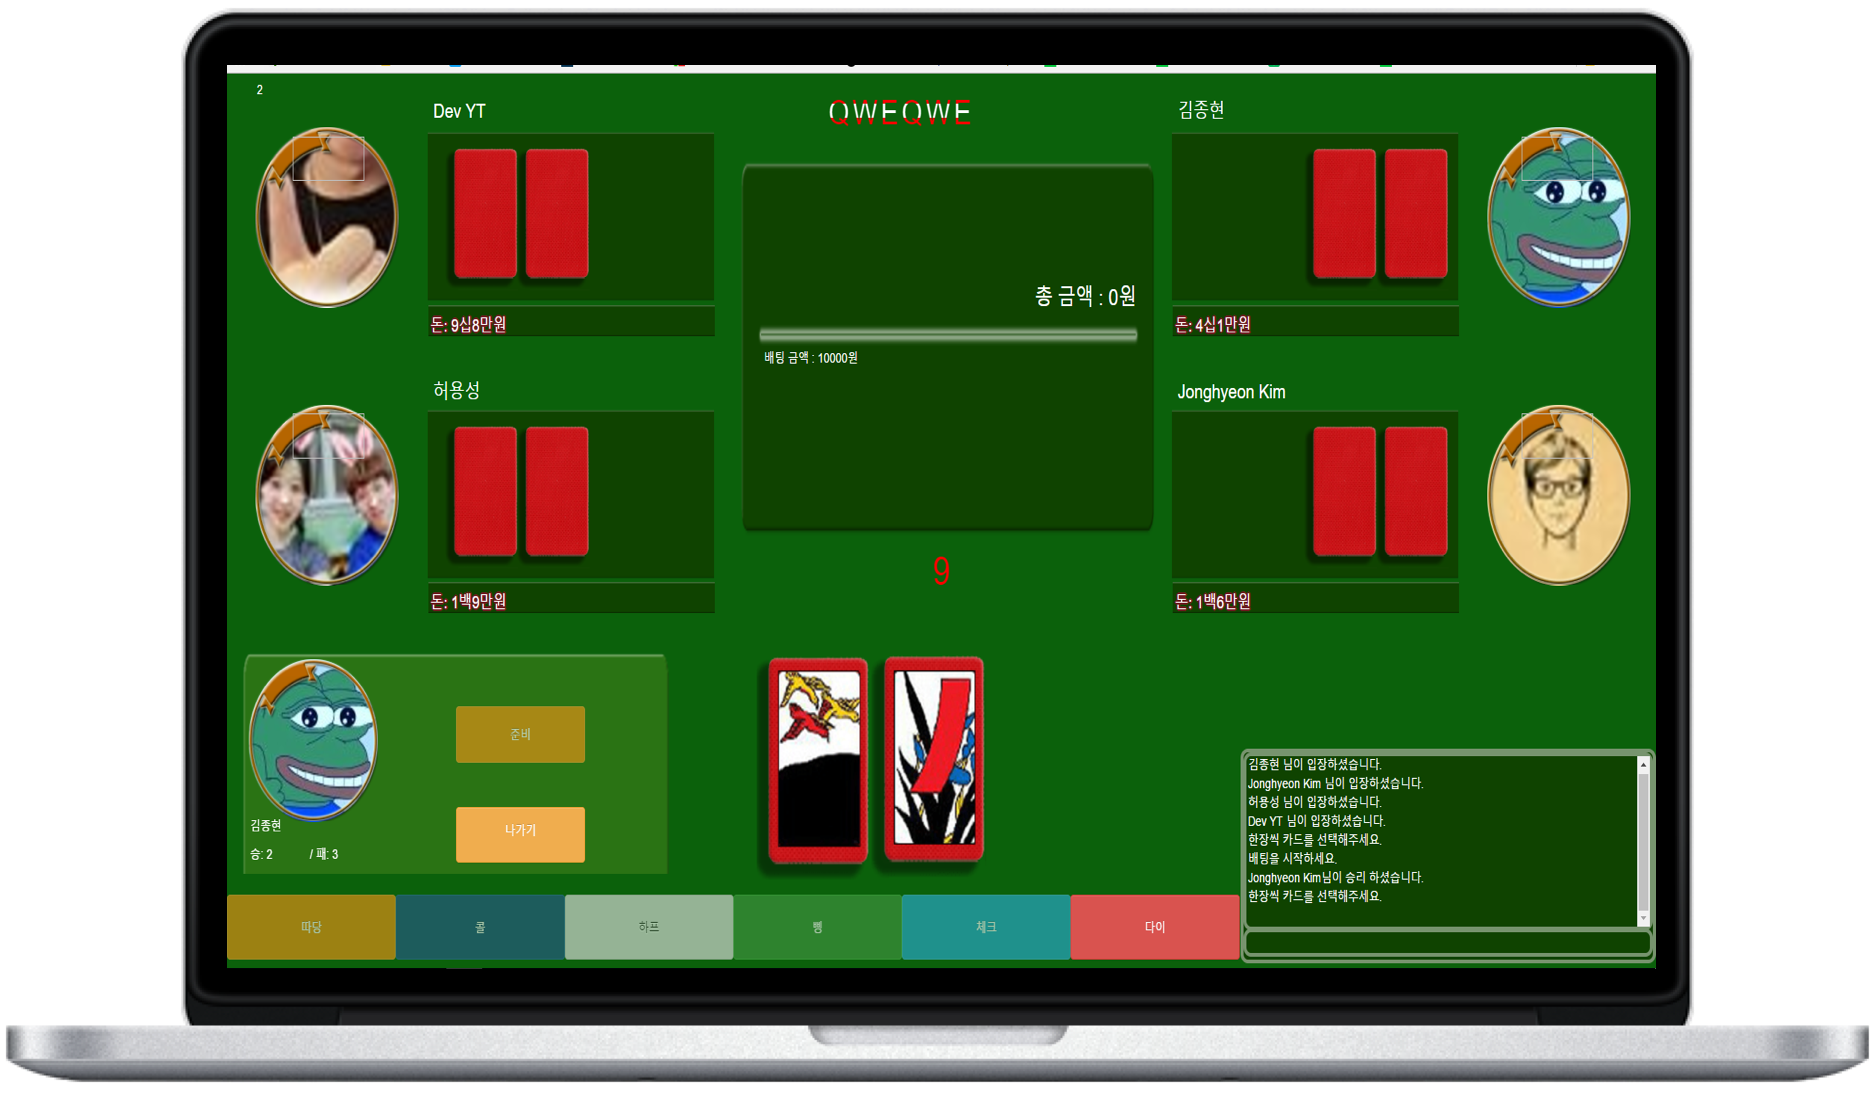 2
Dev YT
QWEQWE
김종현
총 금액 : 0원
돈: 9십8만원
돈: 4십1만원
배팅 금액 : 10000원
허용성
Jonghyeon Kim
9
돈: 1백9만원
돈: 1백6만원
준비
나가기
김종현
승: 2 / 패: 3
김종현 님이 입장하셨습니다.
Jonghyeon Kim 님이 입장하셨습니다.
허용성 님이 입장하셨습니다.
Dev YT 님이 입장하셨습니다.
한장씩 카드를 선택해주세요.
배팅을 시작하세요.
Jonghyeon Kim님이 승리 하셨습니다.
한장씩 카드를 선택해주세요.
따당 콜 하프 삥 체크 다이